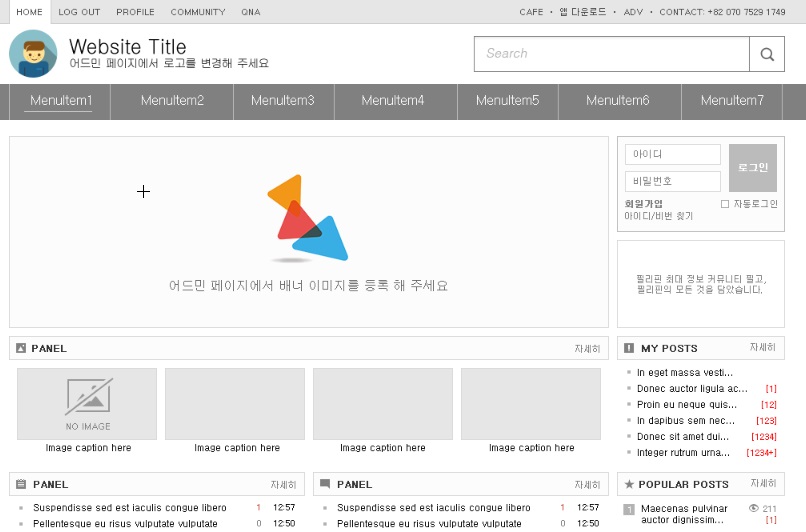 HOME LOG OUT PROFILE COMMUNITY QNA CAFE • 앱 다운로드 • ADV • CONTACT: +82 070 7529 1749
Website Title
어드민 페이지에서 로고를 변경해 주세요
Search
MenuItem1 MenuItem2 MenuItem3 MenuItem4 MenuItem5 MenuItem6 MenuItem7
어드민 페이지에서 배너 이미지를 등록 해 주세요
아이디
비밀번호
로그인
회원가입 자동로그인
아이디/비번 찾기
필리핀 최대 정보 커뮤니티 필고,
필리핀의 모든 것을 담았습니다.
PANEL 자세히
NO IMAGE
Image caption here Image caption here Image caption here Image caption here
MY POSTS 자세히
In eget massa vesti...
Donec auctor ligula ac... [1]
Proin eu neque quis... [12]
In dapibus sem nec... [123]
Donec sit amet dui... [1234]
Integer rutrum urna... [1234+]
PANEL 자세히
Suspendisse sed est iaculis congue libero 1 12:57
Pellentesque eu risus vulputate vulputate 0 12:50
PANEL 자세히
Suspendisse sed est iaculis congue libero 1 12:57
Pellentesque eu risus vulputate vulputate 0 12:50
POPULAR POSTS 자세히
1 Maecenas pulvinar 211
auctor dignissim... [1]